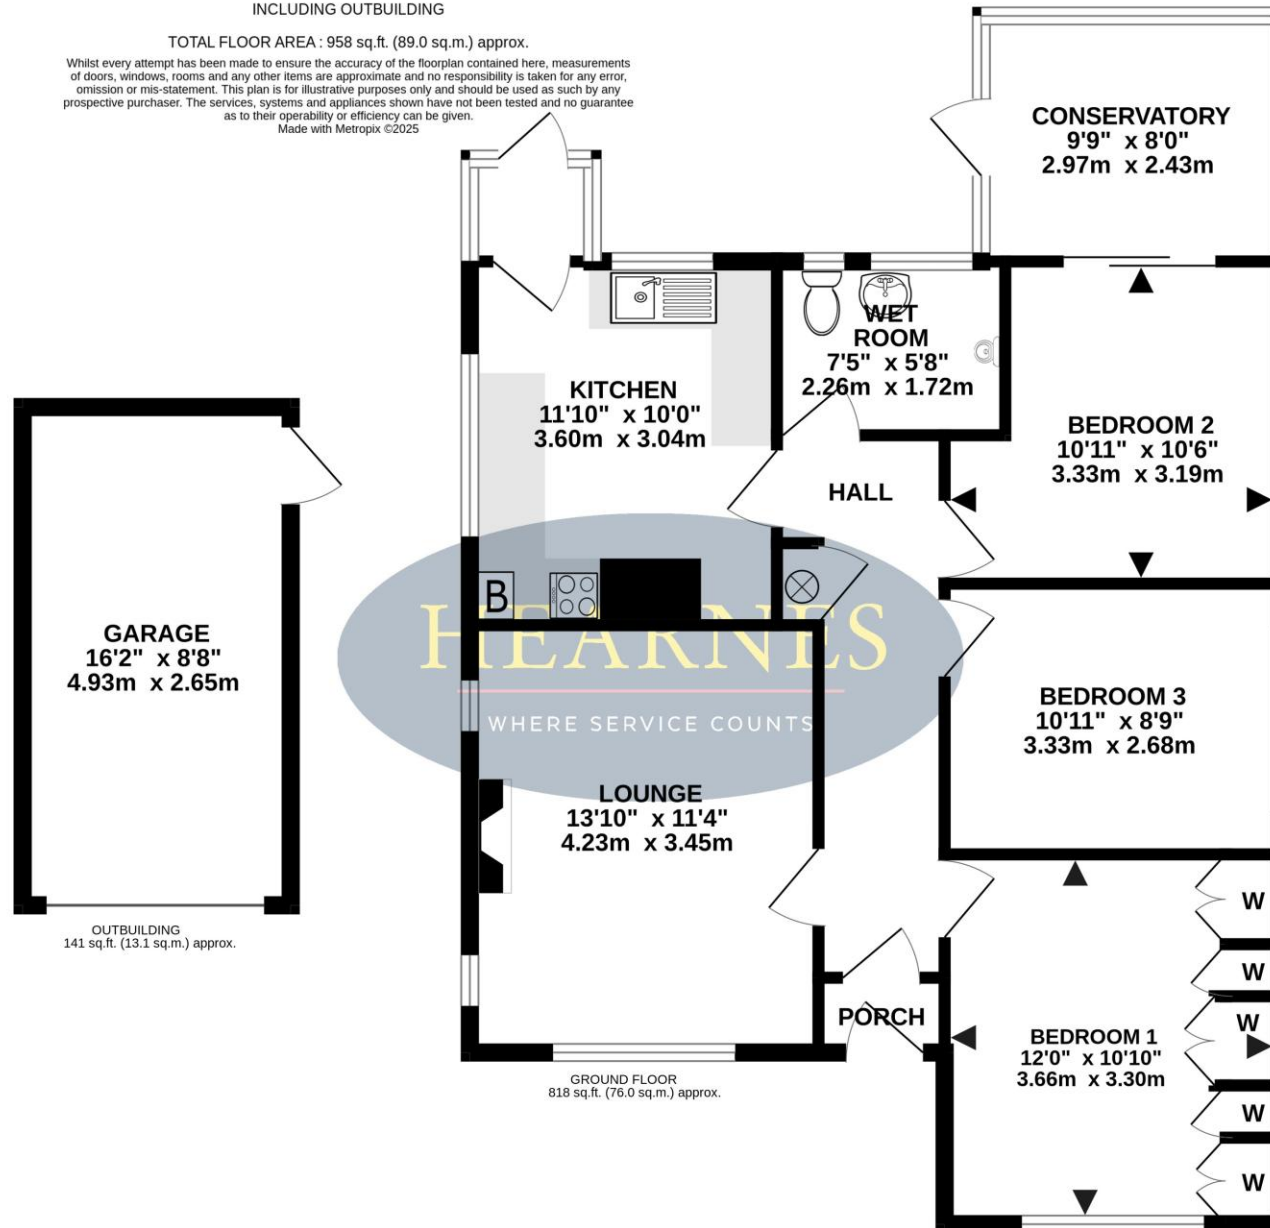 INCLUDING OUTBUILDING
TOTAL FLOOR AREA : 958 sq.ft. (89.0 sq.m.) approx.
Whilst every attempt has been made to ensure the accuracy of the floorplan contained here, measurements
of doors, windows, rooms and any other items are approximate and no responsibility is taken for any error,
omission or mis-statement. This plan is for illustrative purposes only and should be used as such by any
prospective purchaser. The services, systems and appliances shown have not been tested and no guarantee
as to their operability or efficiency can be given.
Made with Metropix ©2025
CONSERVATORY
9'9" x 8'0"
2.97m x 2.43m
WET
ROOM
7'5" x 5'8"
2.26m x 1.72m
KITCHEN
11'10" x 10'0"
3.60m x 3.04m
BEDROOM 2
10'11" x 10'6"
3.33m x 3.19m
HALL
B
HEARNES
WHERE SERVICE COUNTS
GARAGE
16'2" x 8'8"
4.93m x 2.65m
BEDROOM 3
10'11" x 8'9"
3.33m x 2.68m
LOUNGE
13'10" x 11'4"
4.23m x 3.45m
OUTBUILDING
141 sq.ft. (13.1 sq.m.) approx.
W
W
W
W
W
PORCH
BEDROOM 1
12'0" x 10'10"
3.66m x 3.30m
GROUND FLOOR
818 sq.ft. (76.0 sq.m.) approx.